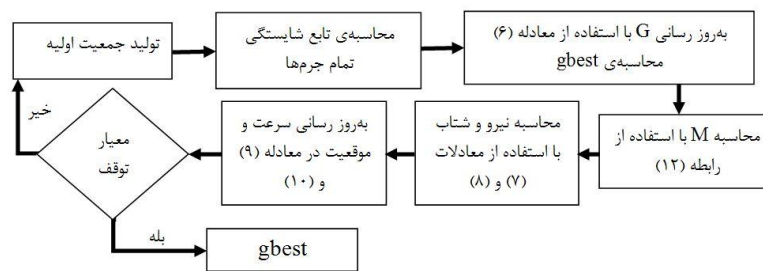 تولید جمعیت اولیه
محاسبه‌ی تابع شایستگی
تمام جرم‌ها
به‌روز رسانی G با استفاده از معادله (۶)
محاسبه‌ی gbest
محاسبه M با استفاده از
رابطه (۱۲)
محاسبه نیرو و شتاب
با استفاده از معادلات
(۷) و (۸)
به‌روز رسانی سرعت و
موقعیت در معادله (۹)
و (۱۰)
معیار
توقف
خیر
بله
gbest